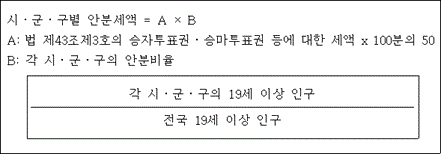 시·군·구별 안분세액 = A × B
A: 법 제43조제3호의 승자투표권·승마투표권 등에 대한 세액 x 100분의 50
B: 각 시·군·구의 안분비율
각 시·군·구의 19세 이상 인구
전국 19세 이상 인구